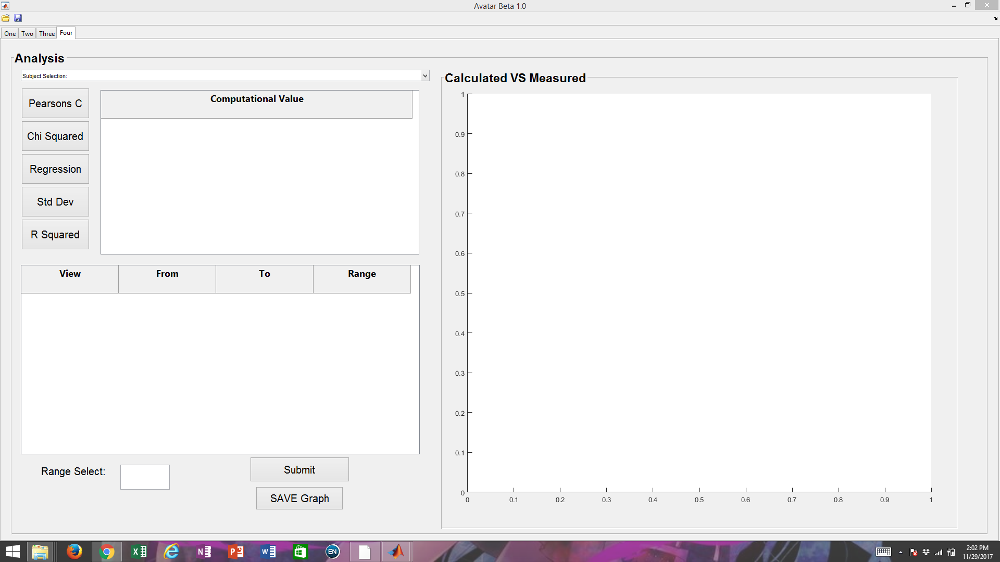 Avatar Beta 1.0
One Two Three Four
Analysis
Subject Selection:
Pearsons C
Chi Squared
Regression
Std Dev
R Squared
Computational Value
View From To Range
Range Select:
Submit
SAVE Graph
Calculated VS Measured
1
0.9
0.8
0.7
0.6
0.5
0.4
0.3
0.2
0.1
0
0 0.1 0.2 0.3 0.4 0.5 0.6 0.7 0.8 0.9 1
EN
2:02 PM
11/29/2017